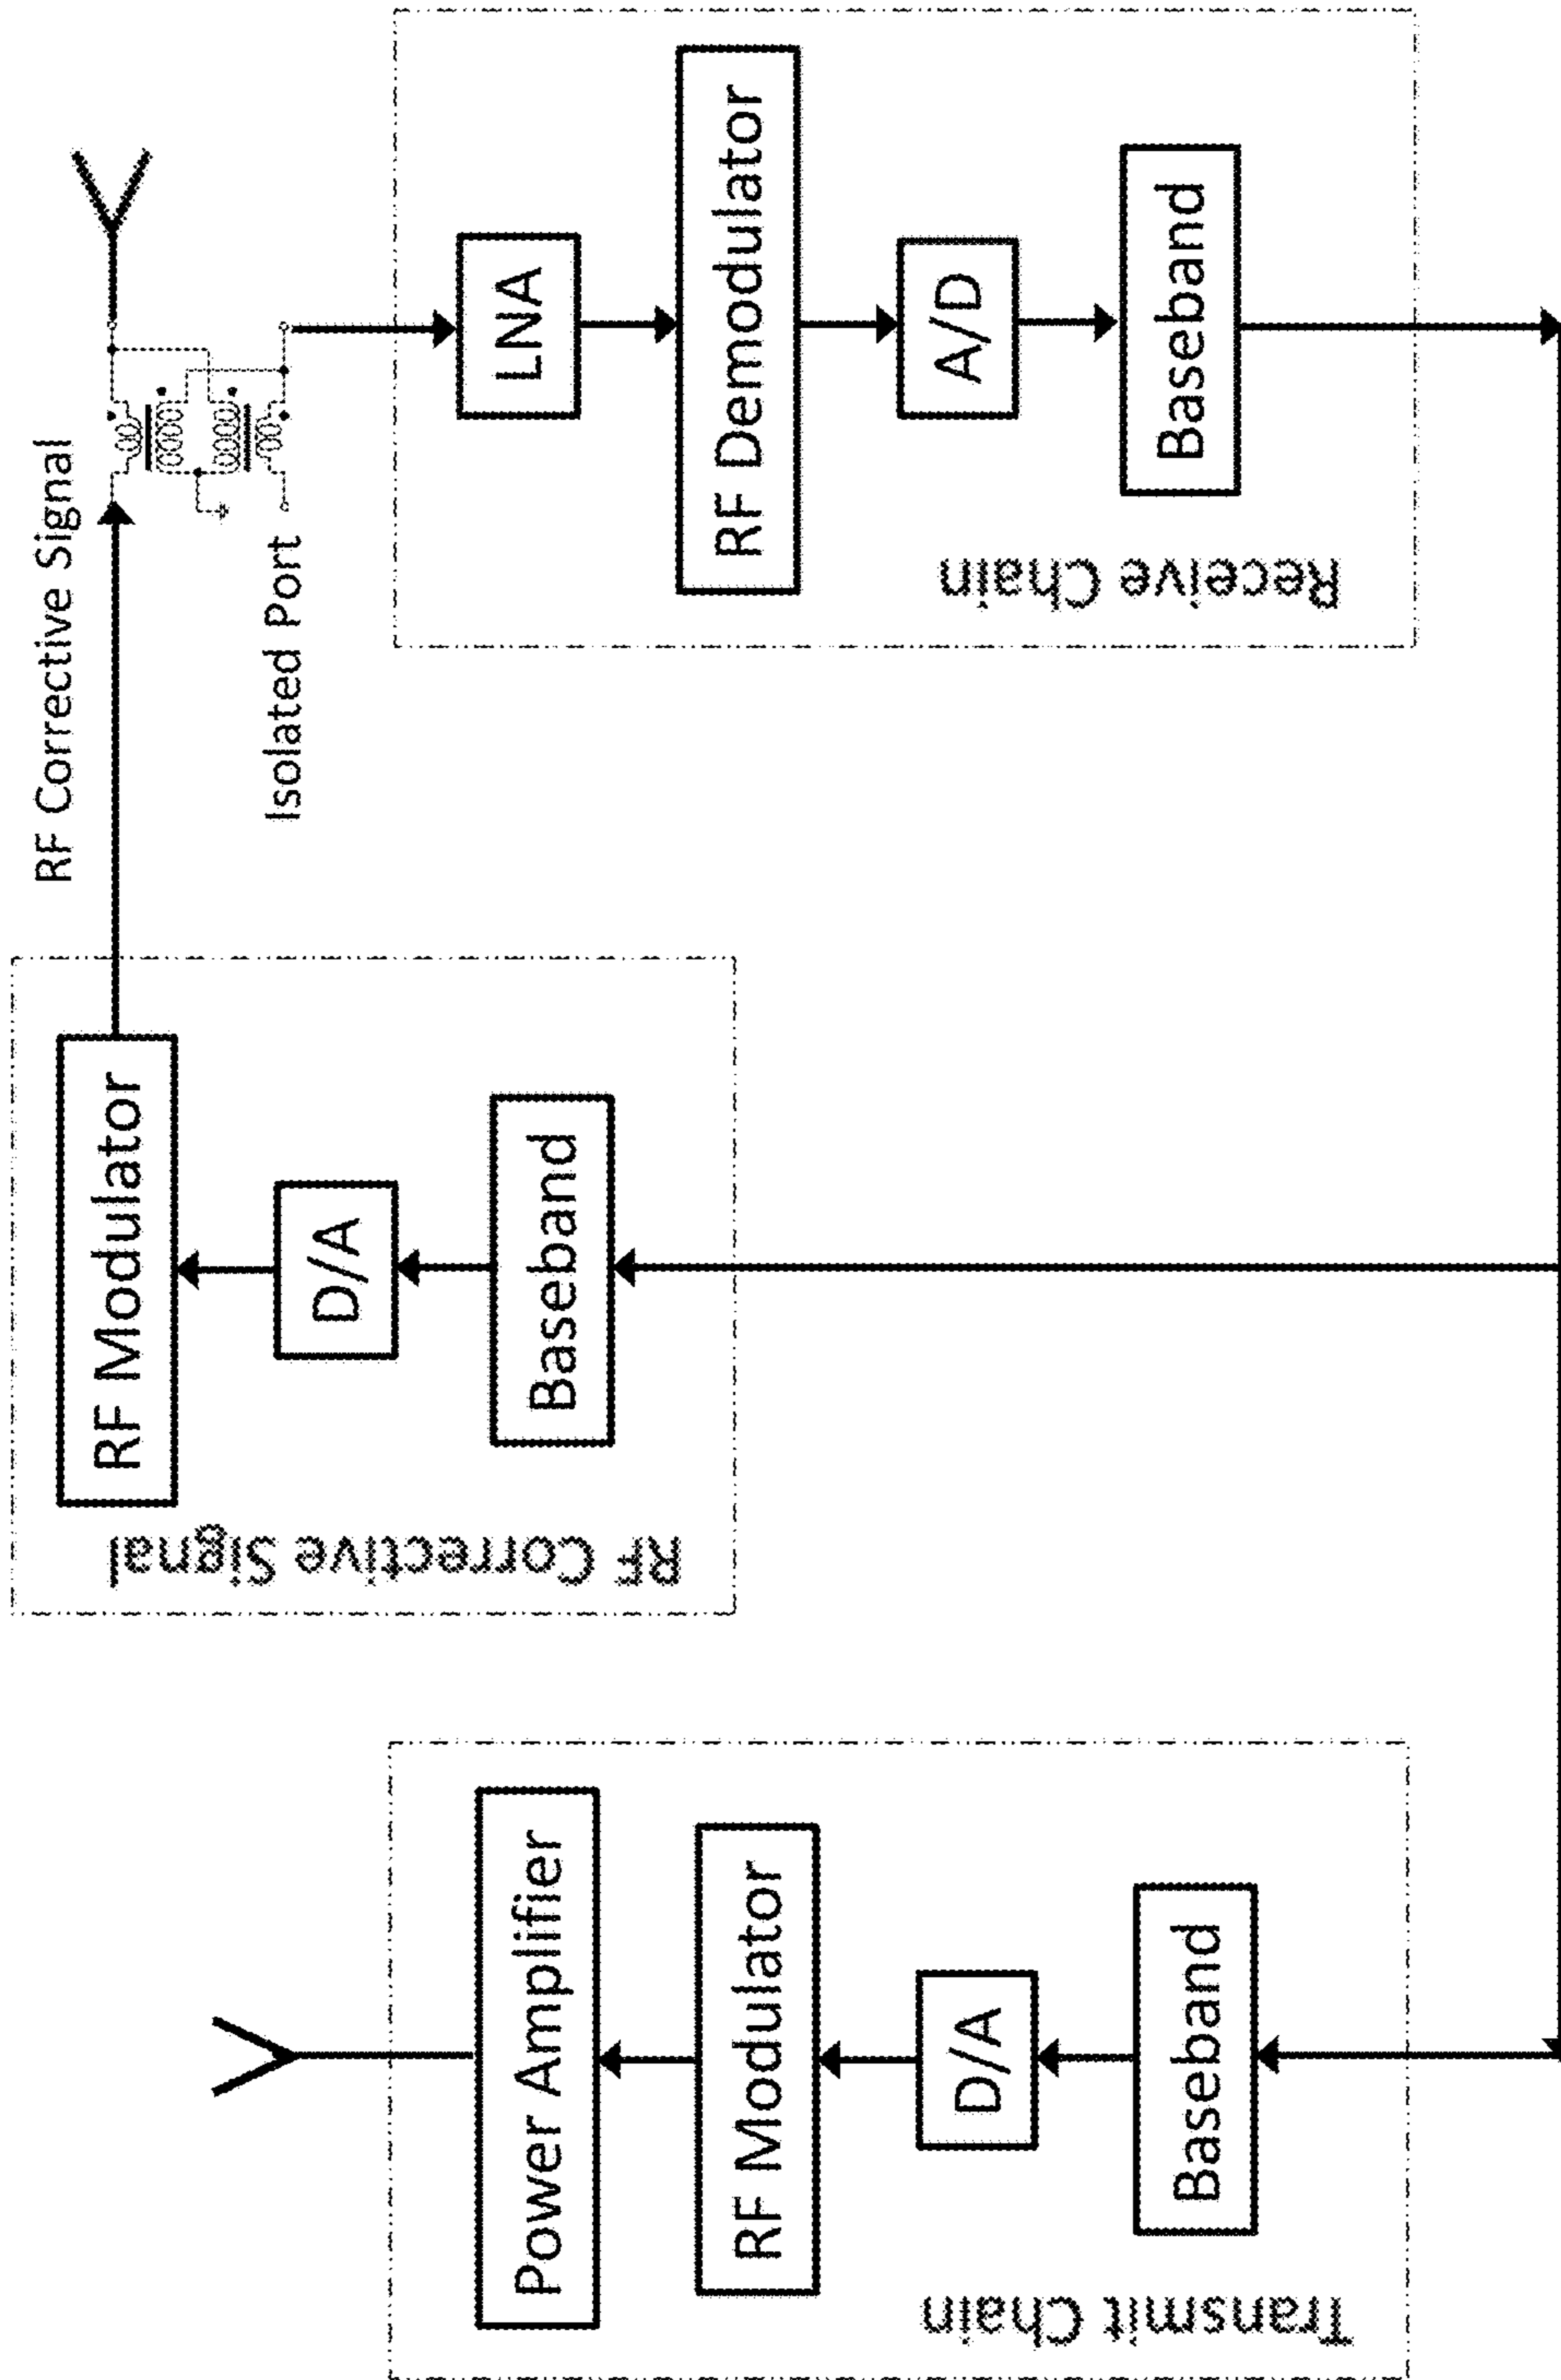 RF Corrective Signal
Isolated Port
LNA
RF Demodulator
A/D
Baseband
Receive Chain
RF Modulator
D/A
Baseband
RF Corrective Signal
Power Amplifier
RF Modulator
D/A
Baseband
Transmit Chain